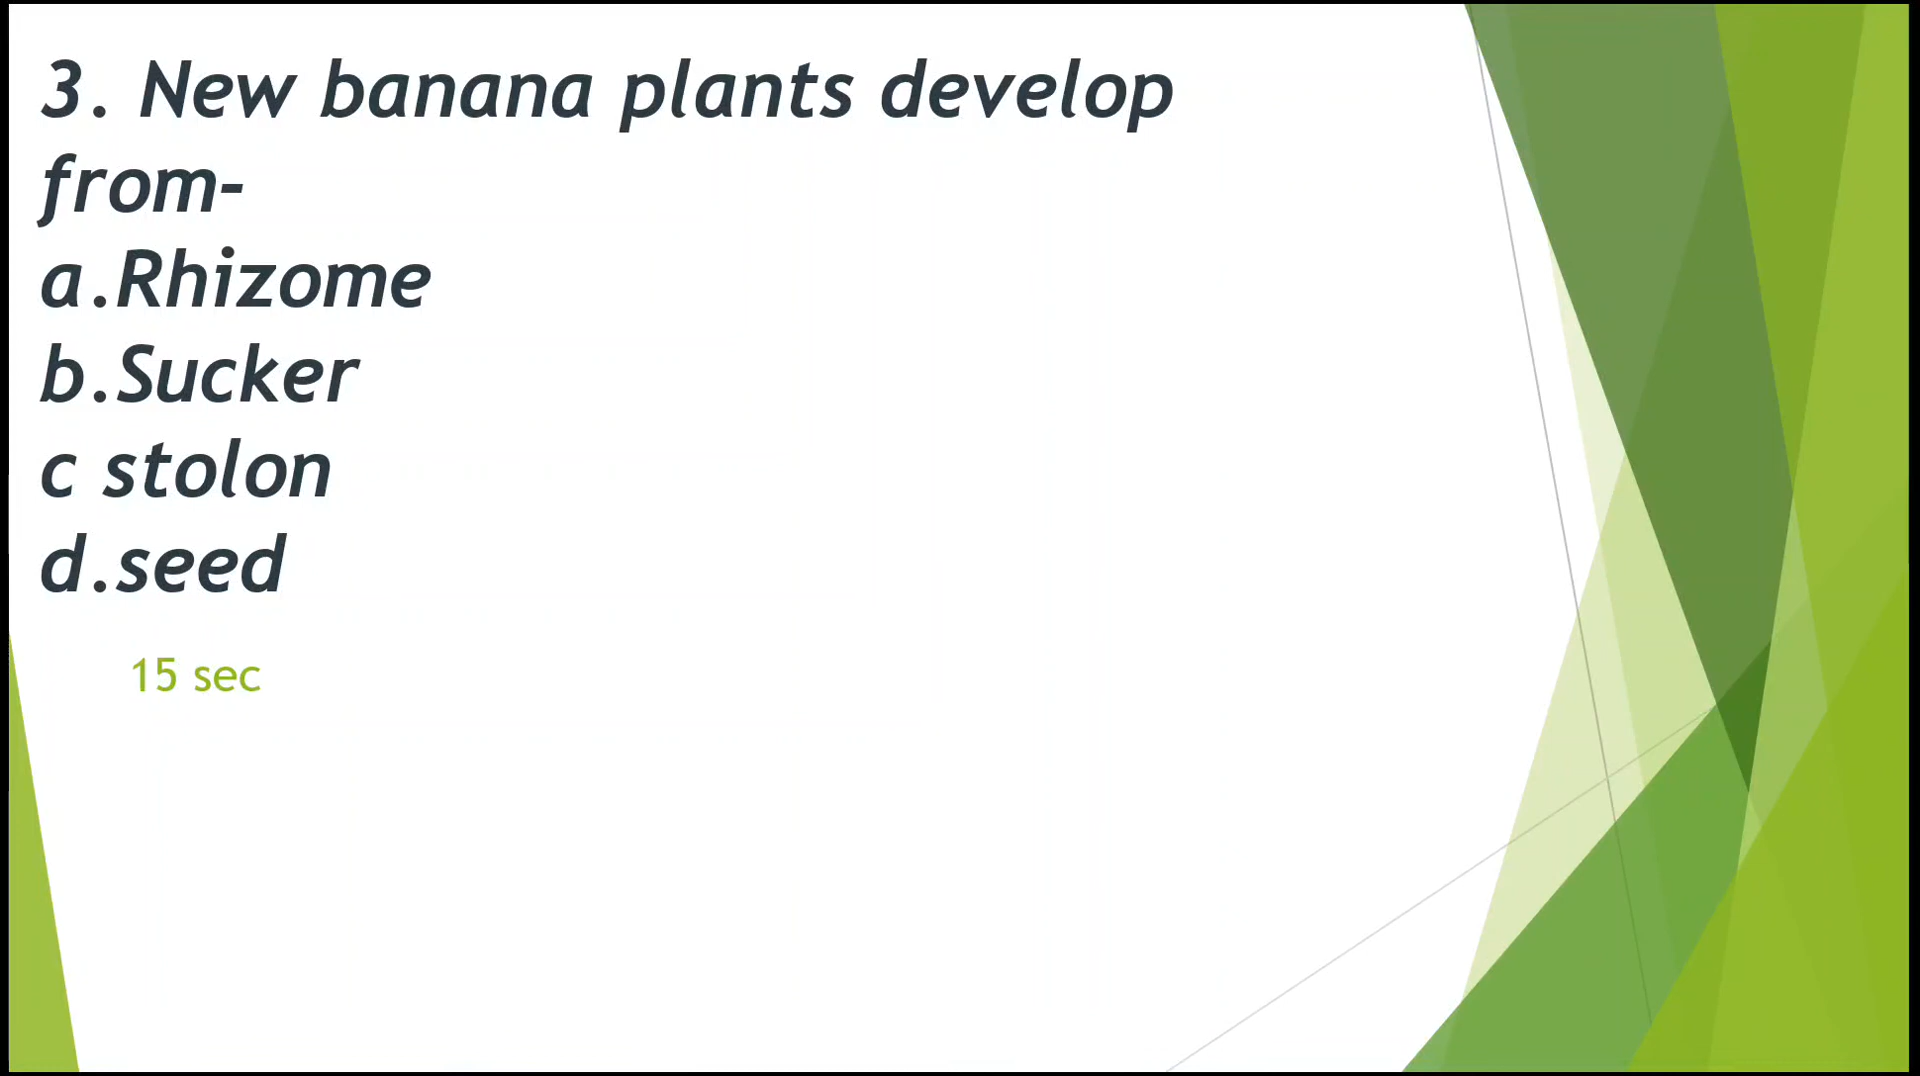 3. New banana plants develop
from-
a.Rhizome
b.Sucker
c stolon
d.seed
15 sec